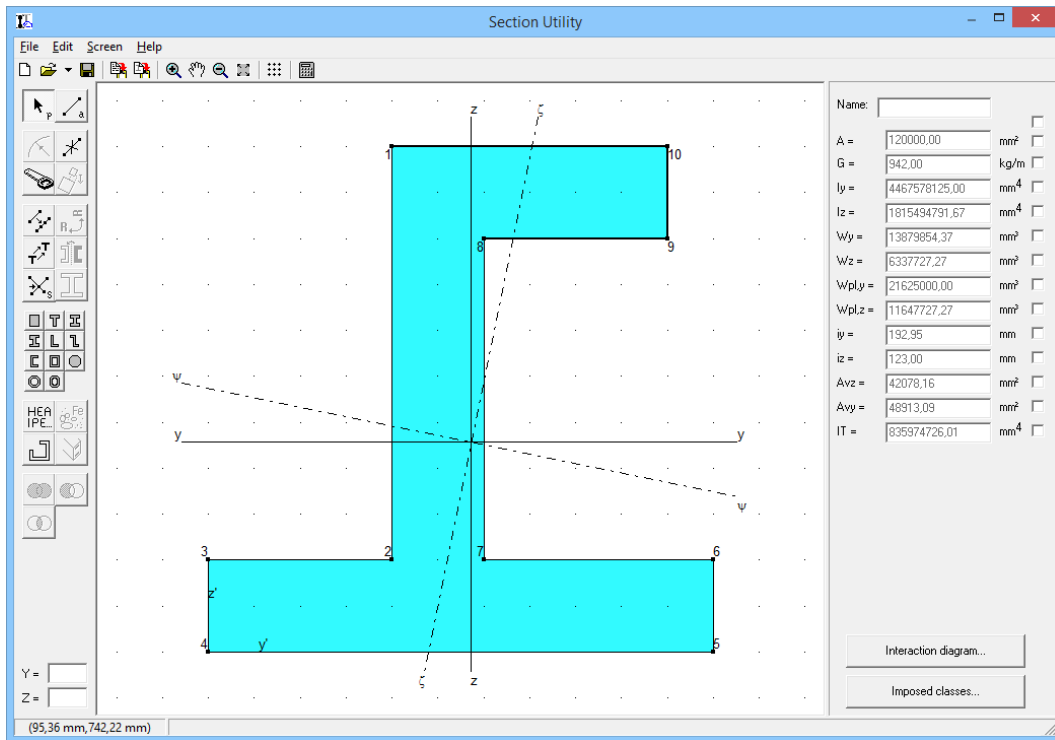 Section Utility
File Edit Screen Help
Name:
A = 120000,00 mm²
G = 942,00 kg/m
Iy = 4467578125,00 mm4
Iz = 1815494791,67 mm4
Wy = 13879854,37 mm³
Wz = 6337727,27 mm³
Wpl,y = 21625000,00 mm³
Wpl,z = 11647727,27 mm³
iy = 192,95 mm
iz = 123,00 mm
Avz = 42078,16 mm²
Avy = 48913,09 mm²
IT = 835974726,01 mm4
z ζ
1 10
8 9
ψ
y y
ψ
3 2 7 6
z'
4 y' 5
ζ z
P
a
R
T
T
S
T
L
HEA
IPE...
Fe
Y =
Z =
Interaction diagram...
Imposed classes...
(95,36 mm,742,22 mm)